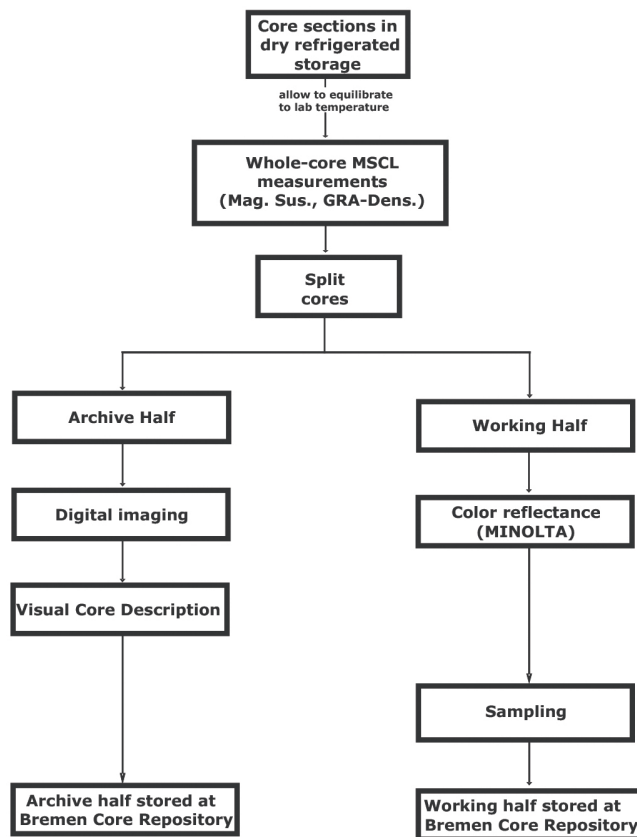 Core sections in
dry refrigerated
storage
allow to equilibrate
to lab temperature
Whole-core MSCL
measurements
(Mag. Sus., GRA-Dens.)
Split
cores
Archive Half
Digital imaging
Visual Core Description
Archive half stored at
Bremen Core Repository
Working Half
Color reflectance
(MINOLTA)
Sampling
Working half stored at
Bremen Core Repository